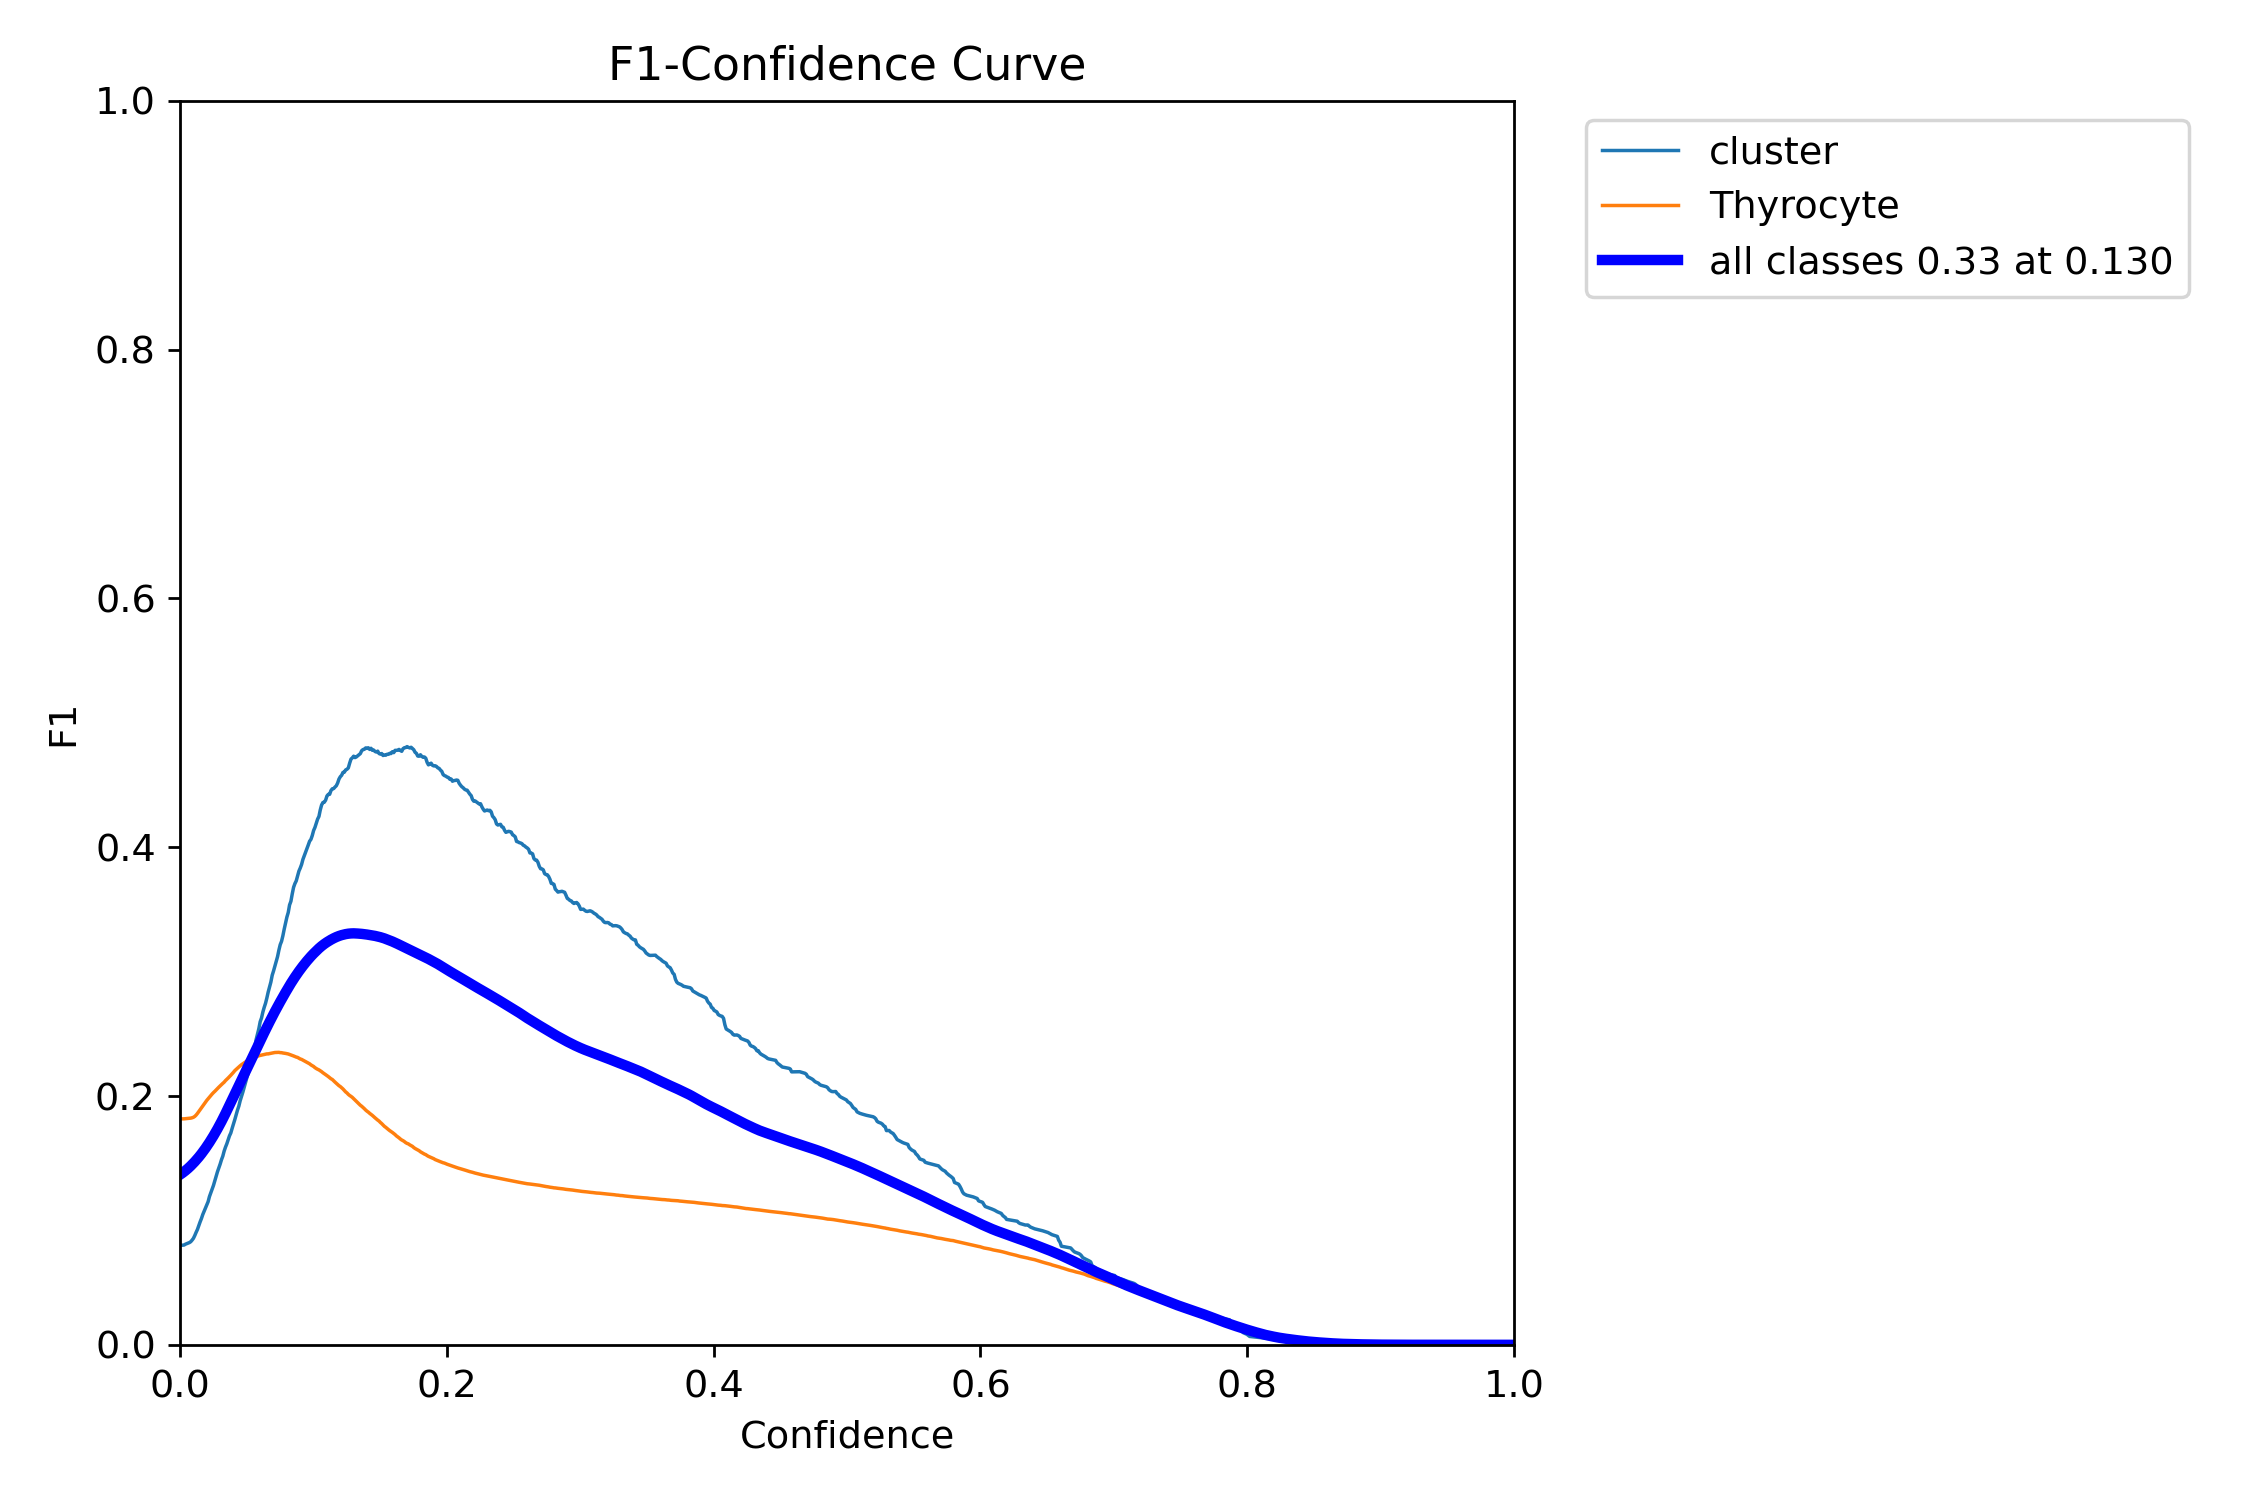 F1-Confidence Curve
cluster
Thyrocyte
all classes 0.33 at 0.130
F1
1.0
0.8
0.6
0.4
0.2
0.0
0.0 0.2 0.4 0.6 0.8 1.0
Confidence